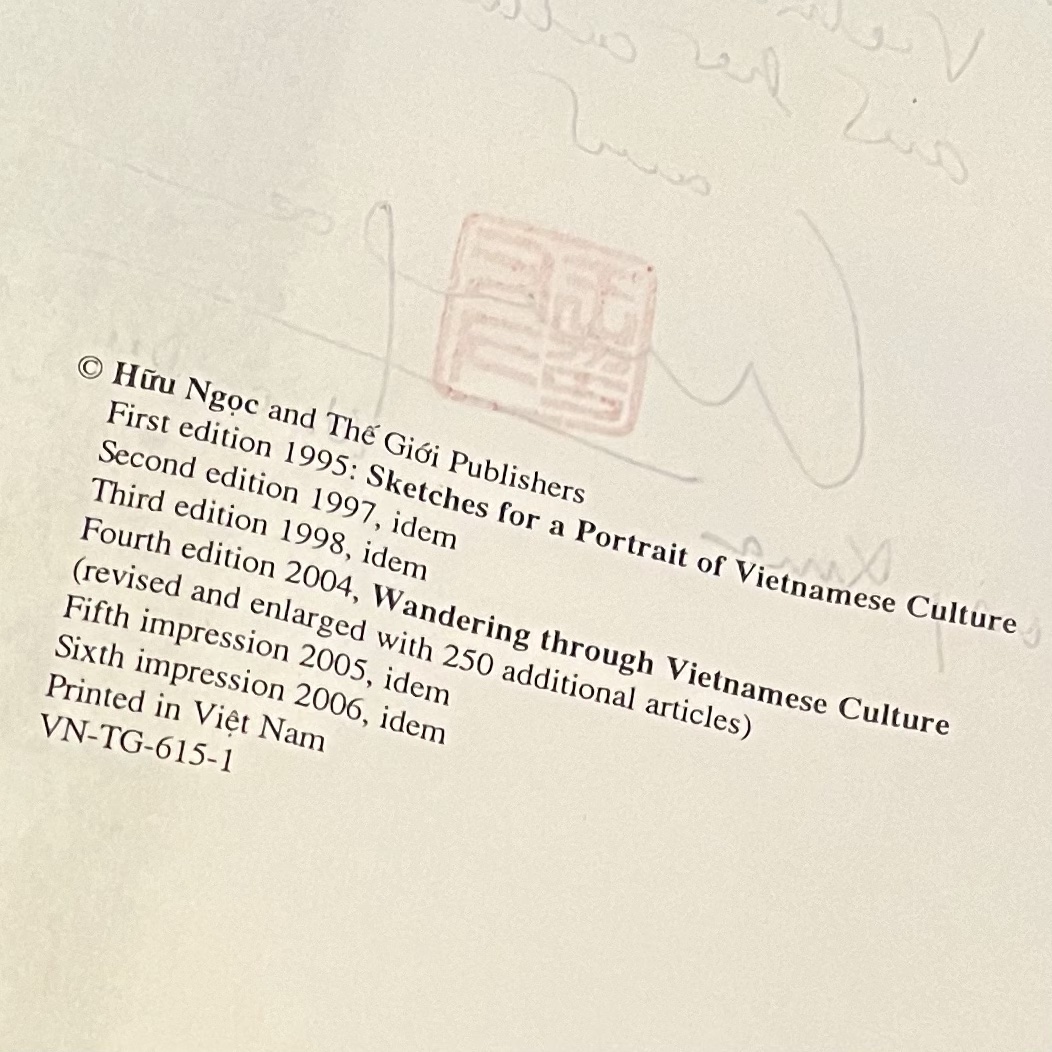 © Hữu Ngọc and Thế Giới Publishers
First edition 1995: Sketches for a Portrait of Vietnamese Culture
Second edition 1997, idem
Third edition 1998, idem
Fourth edition 2004, Wandering through Vietnamese Culture
(revised and enlarged with 250 additional articles)
Fifth impression 2005, idem
Sixth impression 2006, idem
Printed in Việt Nam
VN-TG-615-1